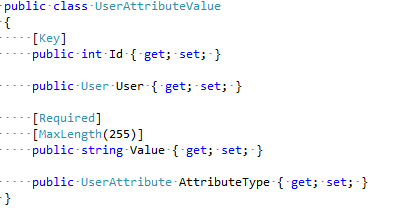 public class UserAttributeValue
{
    [Key]
    public int Id { get; set; }

    public User User { get; set; }

    [Required]
    [MaxLength(255)]
    public string Value { get; set; }

    public UserAttribute AttributeType { get; set; }
}